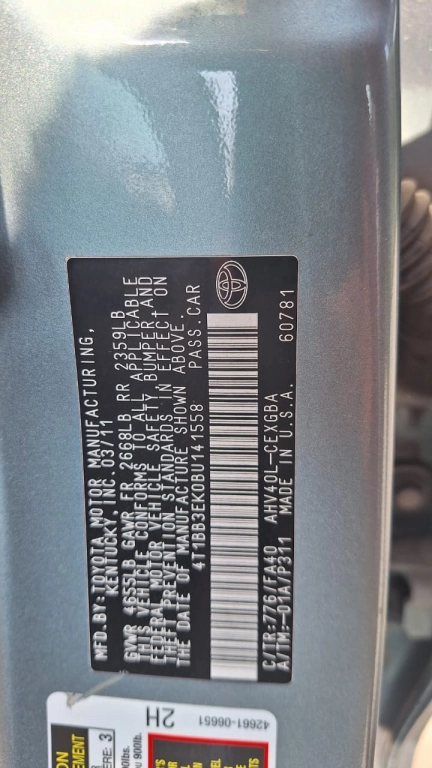 MFD.BY:TOYOTA MOTOR MANUFACTURING,
KENTUCKY, INC. 03/11
GVWR 4655LB GAWR FR 2668LB RR 2359LB
THIS VEHICLE CONFORMS TO ALL APPLICABLE
FEDERAL MOTOR VEHICLE SAFETY, BUMPER, AND
THEFT PREVENTION STANDARDS IN EFFECT ON
THE DATE OF MANUFACTURE SHOWN ABOVE.
4T1BB3EK0BU141558 PASS.CAR
C/TR:776/FA40 AHV40L-CEXGBA
A/TM:-01A/P311 MADE IN U.S.A. 60781
2H
42661-06651